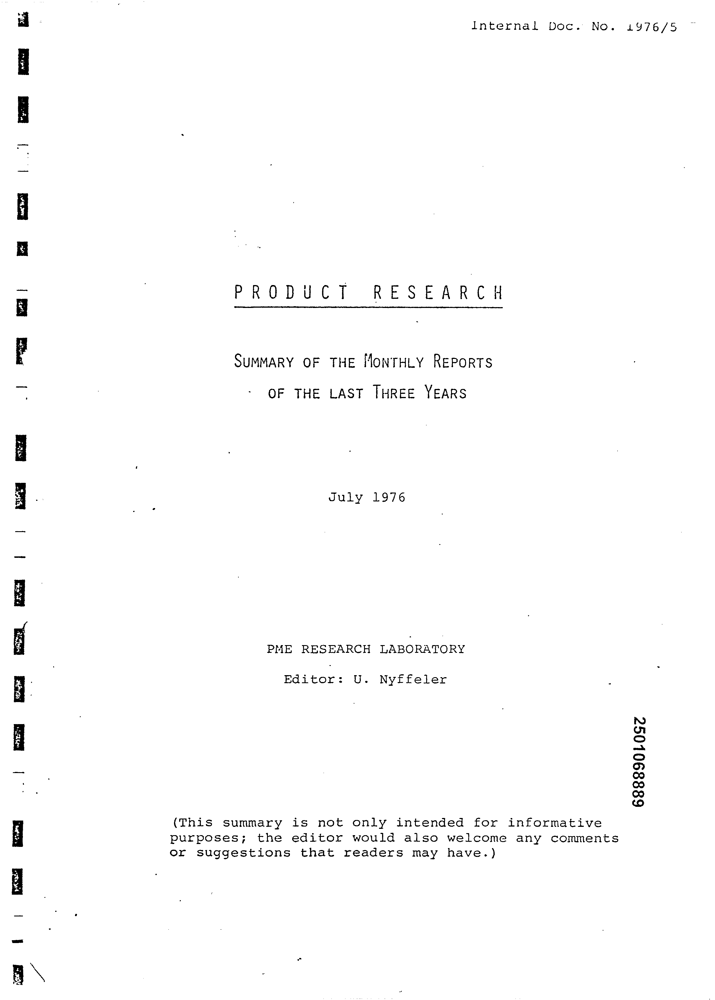 Internal Doc. No. 1976/5
PRODUCT RESEARCH
SUMMARY OF THE MONTHLY REPORTS
OF THE LAST THREE YEARS
July 1976
PME RESEARCH LABORATORY
Editor: U. Nyffeler
2501068889
(This summary is not only intended for informative
purposes; the editor would also welcome any comments
or suggestions that readers may have.)